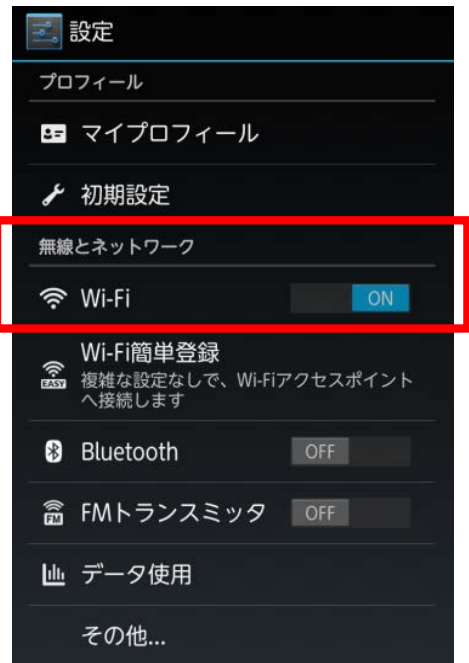 設定
プロフィール
マイプロフィール
初期設定
無線とネットワーク
Wi-Fi ON
Wi-Fi簡単登録
EASY
複雑な設定なしで、Wi-Fiアクセスポイント
へ接続します
Bluetooth OFF
FM FMトランスミッタ OFF
データ使用
その他...